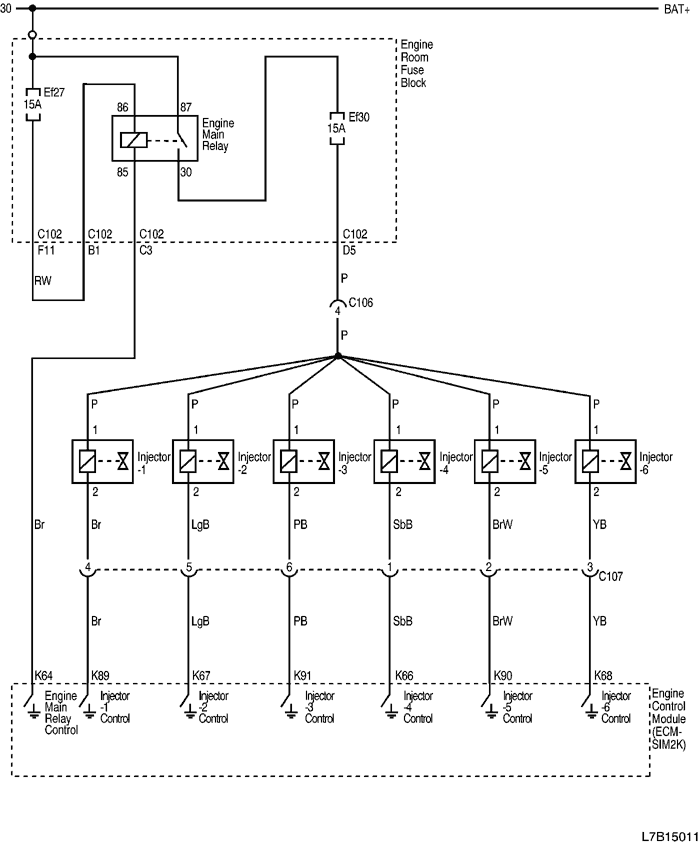 30
BAT+
Engine
Room
Fuse
Block
Ef27
15A
86
87
Engine
Main
Relay
Ef30
15A
85
30
C102
C102
C102
C102
F11
B1
C3
D5
RW
P
C106
4
P
P
P
P
P
P
P
1
1
1
1
1
1
Injector
-1
Injector
-2
Injector
-3
Injector
-4
Injector
-5
Injector
-6
2
2
2
2
2
2
Br
Br
LgB
PB
SbB
BrW
YB
4
5
6
1
2
3
C107
Br
LgB
PB
SbB
BrW
YB
K64
K89
K67
K91
K66
K90
K68
Engine
Main
Relay
Control
Injector
-1
Control
Injector
-2
Control
Injector
-3
Control
Injector
-4
Control
Injector
-5
Control
Injector
-6
Control
Engine
Control
Module
(ECM-
SIM2K)
L7B15011